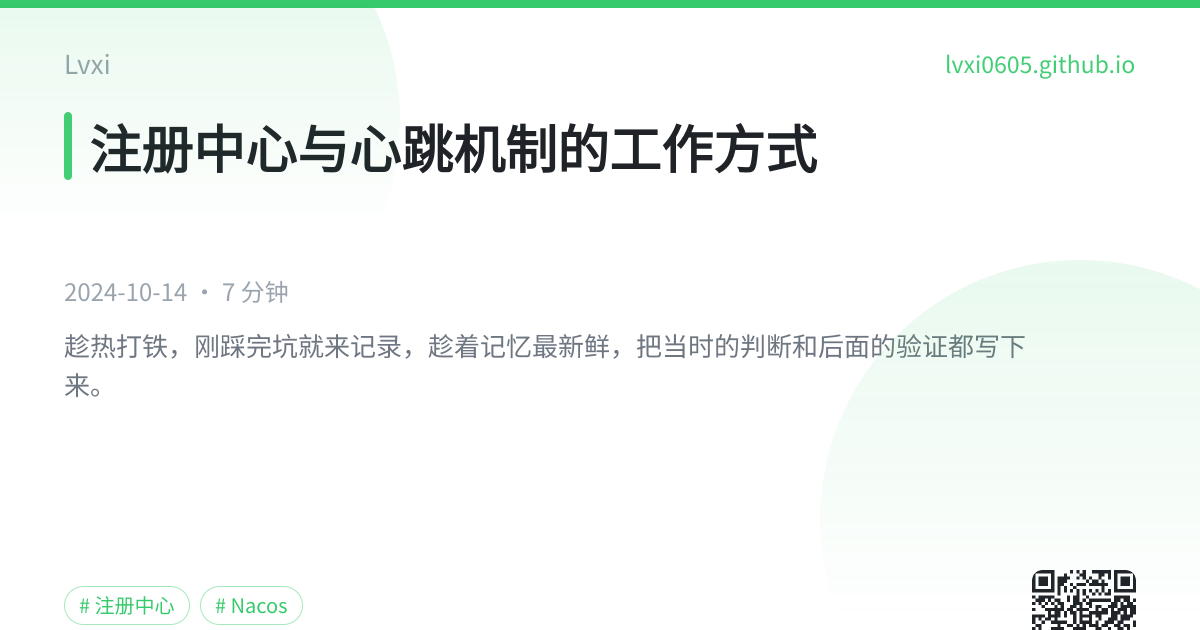 Lvxi
lvxi0605.github.io
注册中心与心跳机制的工作方式
2024-10-14 · 7 分钟
趁热打铁，刚踩完坑就来记录，趁着记忆最新鲜，把当时的判断和后面的验证都写下
来。
# 注册中心
# Nacos